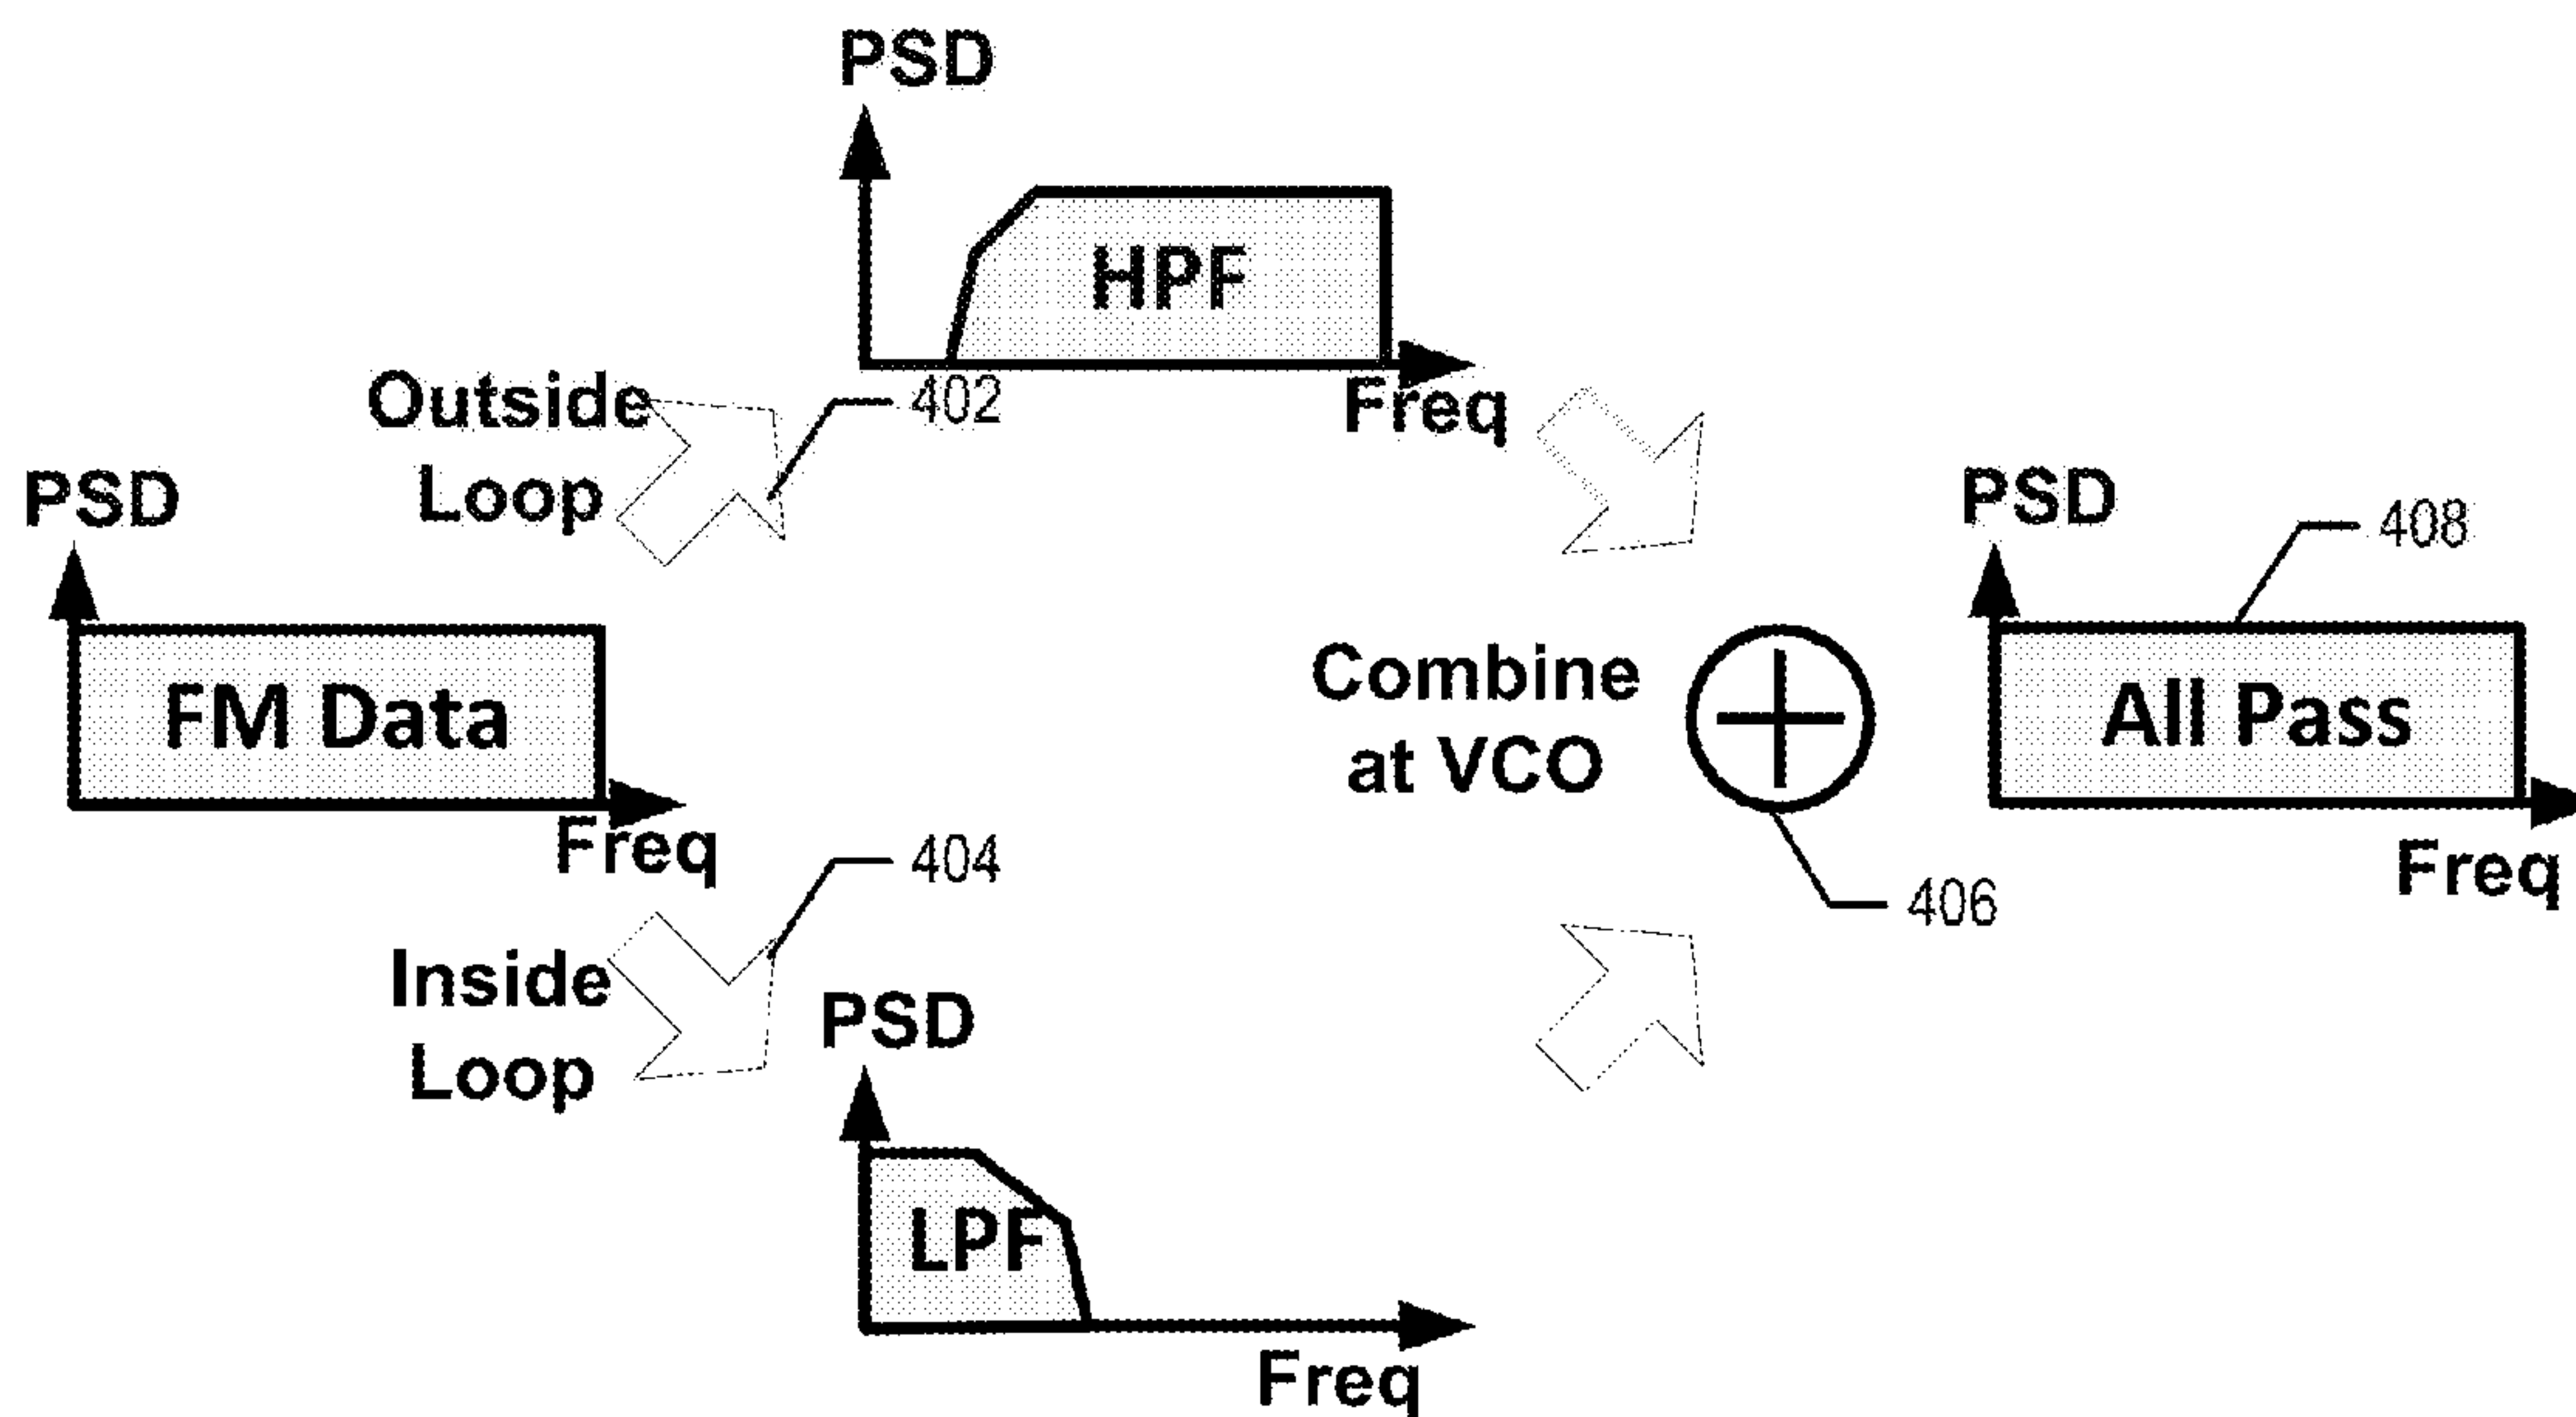 PSD
HPF
Freq
402
Outside
Loop
PSD
FM Data
Freq
404
Inside
Loop
PSD
LPF
Freq
Combine
at VCO
406
PSD
408
All Pass
Freq